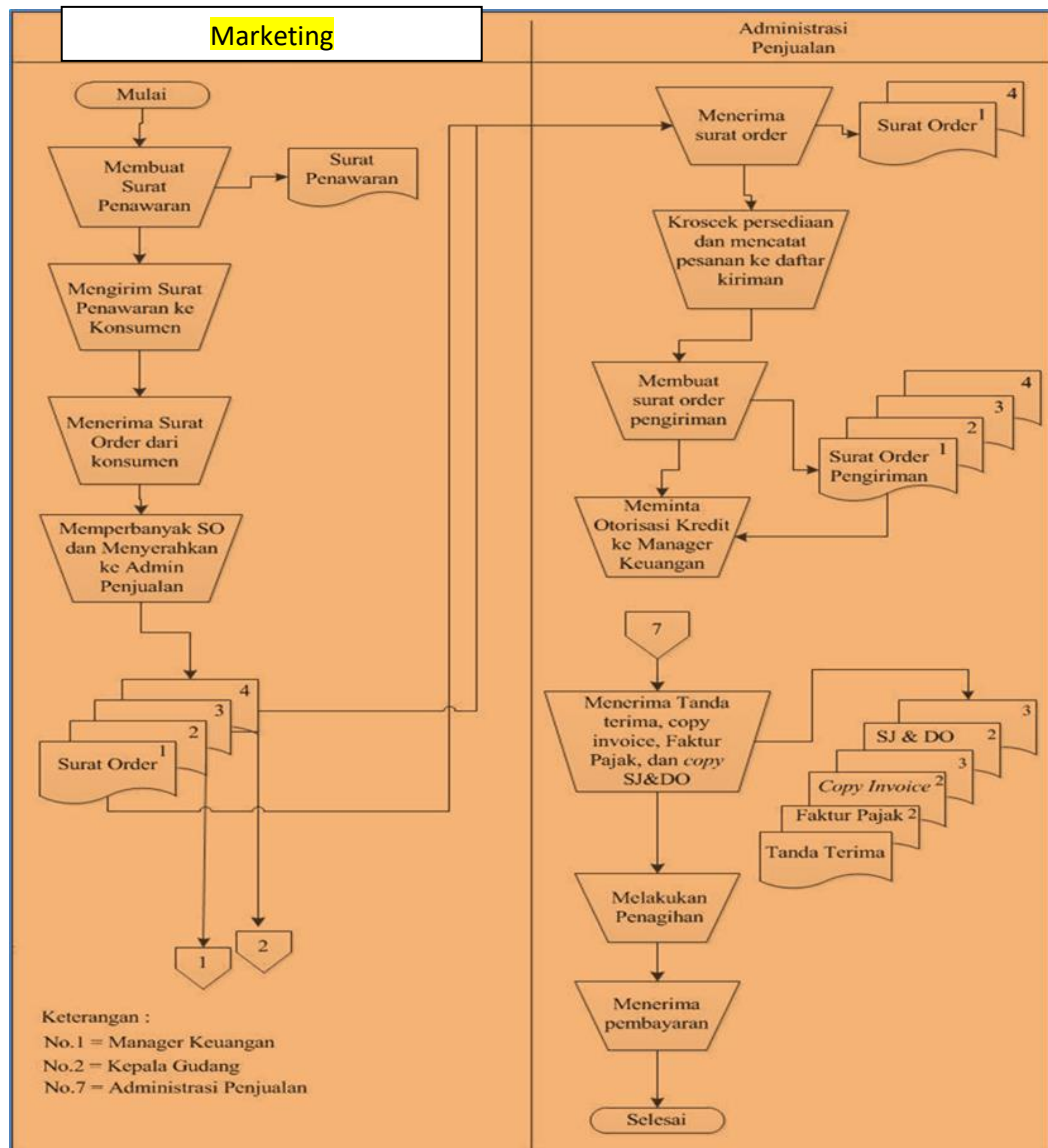 Marketing
Mulai
Membuat
Surat
Penawaran
Surat
Penawaran
Mengirim Surat
Penawaran ke
Konsumen
Menerima Surat
Order dari
konsumen
Memperbanyak SO
dan Menyerahkan
ke Admin
Penjualan
4
3
2
1
Surat Order
1
2
Keterangan :
No.1 = Manager Keuangan
No.2 = Kepala Gudang
No.7 = Administrasi Penjualan
Administrasi
Penjualan
Menerima
surat order
4
Surat Order 1
Kroscek persediaan
dan mencatat
pesanan ke daftar
kiriman
Membuat
surat order
pengiriman
4
3
2
Surat Order 1
Pengiriman
Meminta
Otorisasi Kredit
ke Manager
Keuangan
7
Menerima Tanda
terima, copy
invoice, Faktur
Pajak, dan copy
SJ&DO
3
SJ & DO 2
3
Copy Invoice 2
Faktur Pajak 2
Tanda Terima
Melakukan
Penagihan
Menerima
pembayaran
Selesai